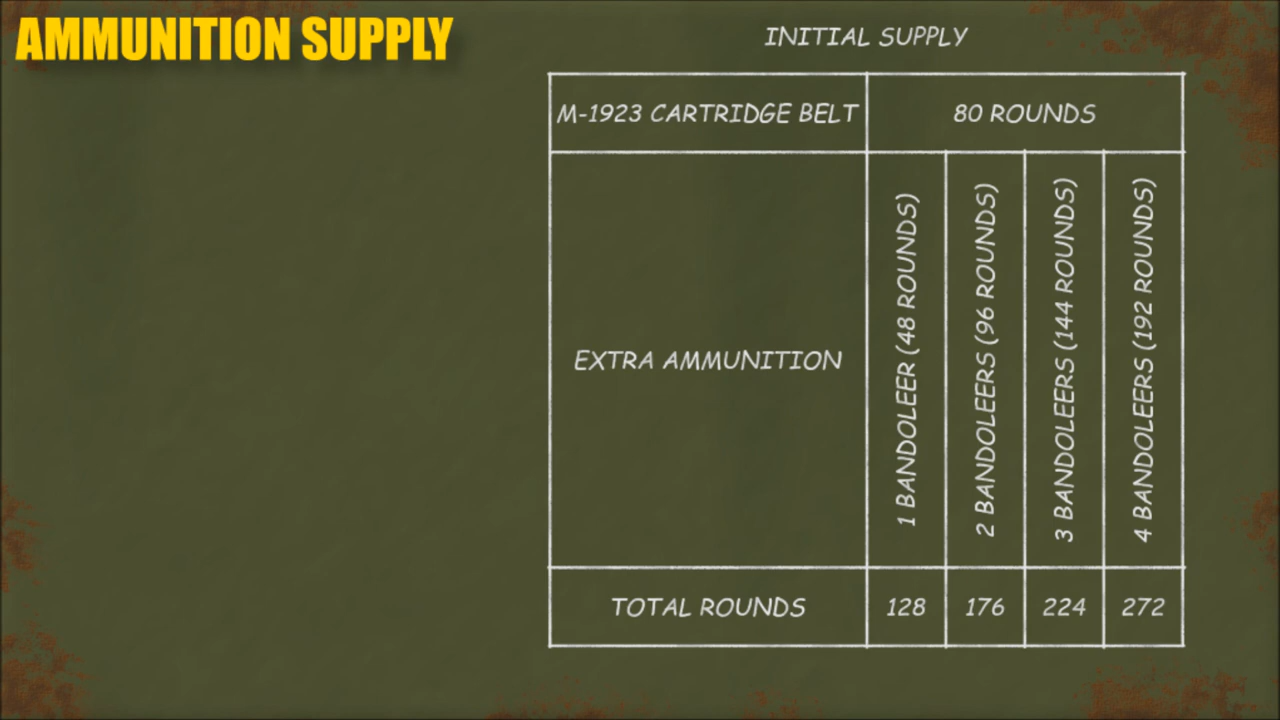 AMMUNITION SUPPLY
INITIAL SUPPLY
M-1923 CARTRIDGE BELT
80 ROUNDS
EXTRA AMMUNITION
1 BANDOLEER (48 ROUNDS)
2 BANDOLEERS (96 ROUNDS)
3 BANDOLEERS (144 ROUNDS)
4 BANDOLEERS (192 ROUNDS)
TOTAL ROUNDS
128
176
224
272